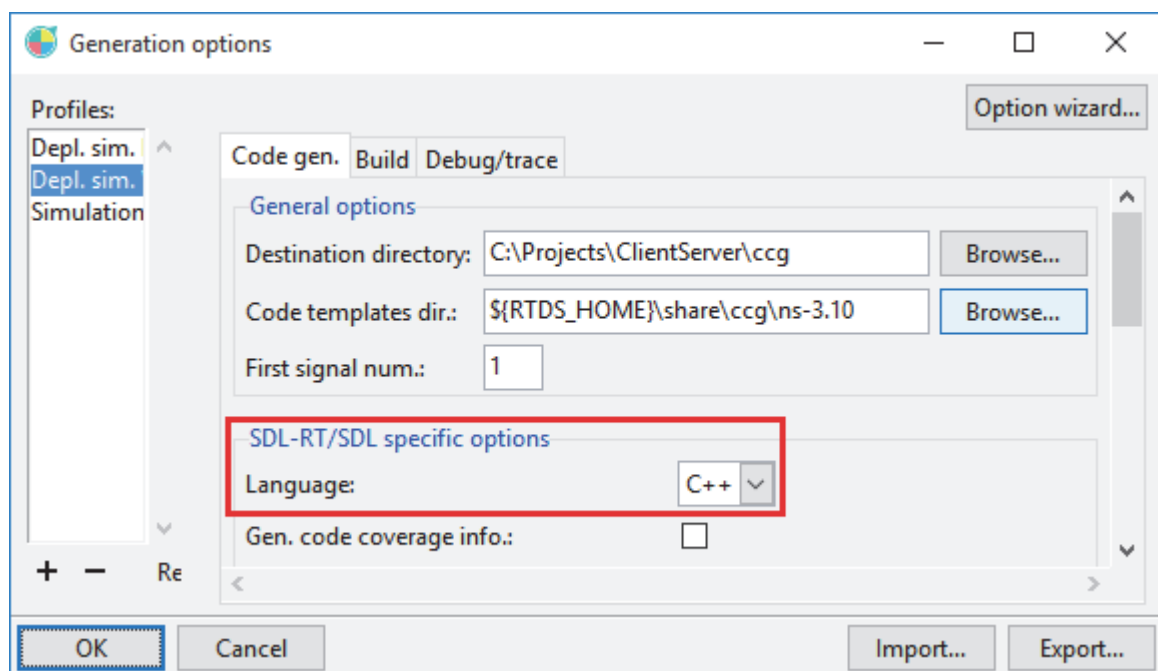 Generation options
Profiles:
Option wizard...
Depl. sim.
Depl. sim.
Simulation
Code gen. Build Debug/trace
General options
Destination directory: C:\Projects\ClientServer\ccg Browse...
Code templates dir.: ${RTDS_HOME}\share\ccg\ns-3.10 Browse...
First signal num.: 1
SDL-RT/SDL specific options
Language: C++
Gen. code coverage info.:
+ − Re
OK Cancel Import... Export...